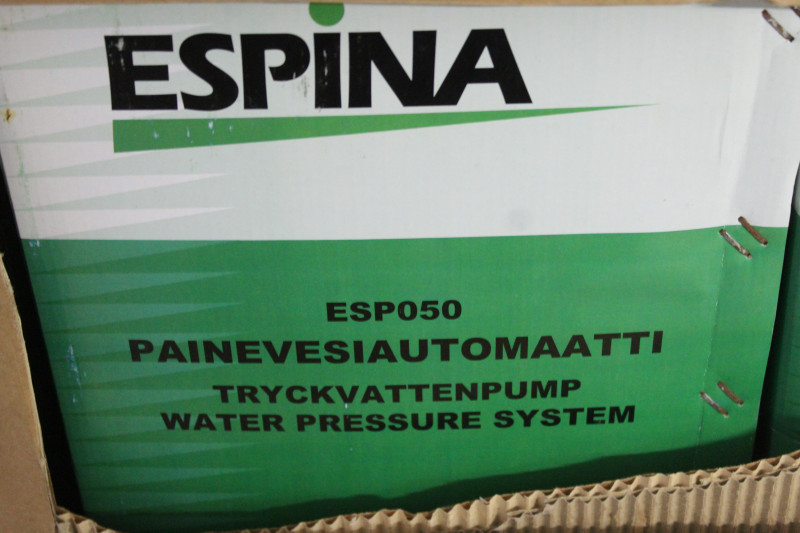 ESPINA
ESP050
PAINEVESIAUTOMAATTI
TRYCKVATTENPUMP
WATER PRESSURE SYSTEM